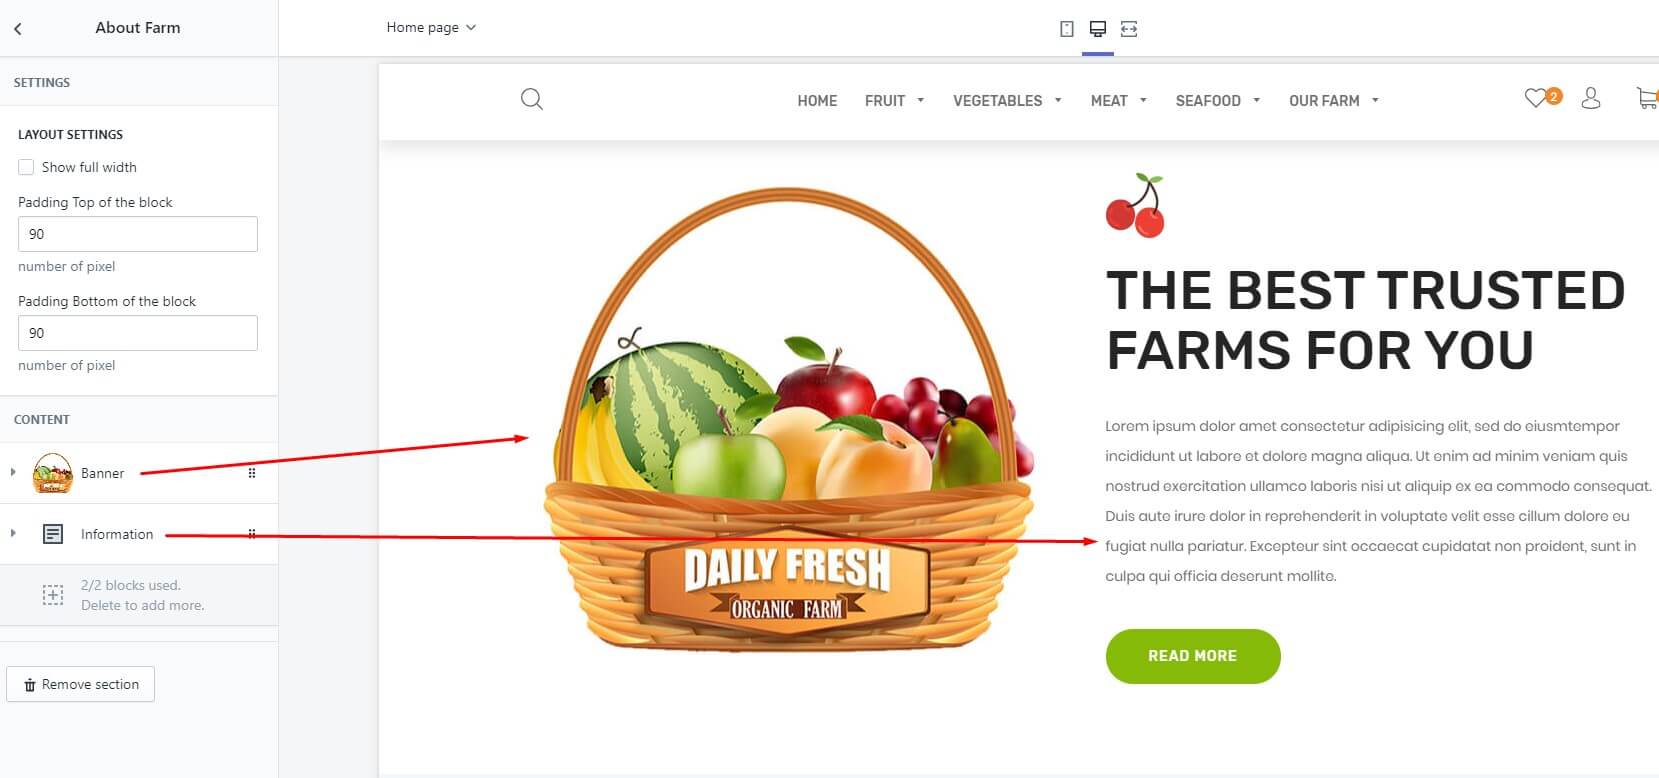 About Farm
Home page
SETTINGS
LAYOUT SETTINGS
Show full width
Padding Top of the block
90
number of pixel
Padding Bottom of the block
90
number of pixel
CONTENT
Banner
Information
2/2 blocks used.
Delete to add more.
Remove section
HOME FRUIT VEGETABLES MEAT SEAFOOD OUR FARM
2
THE BEST TRUSTED
FARMS FOR YOU
Lorem ipsum dolor amet consectetur adipisicing elit, sed do eiusmtempor
incididunt ut labore et dolore magna aliqua. Ut enim ad minim veniam quis
nostrud exercitation ullamco laboris nisi ut aliquip ex ea commodo consequat.
Duis aute irure dolor in reprehenderit in voluptate velit esse cillum dolore eu
fugiat nulla pariatur. Excepteur sint occaecat cupidatat non proident, sunt in
culpa qui officia deserunt mollite.
READ MORE
DAILY FRESH
ORGANIC FARM